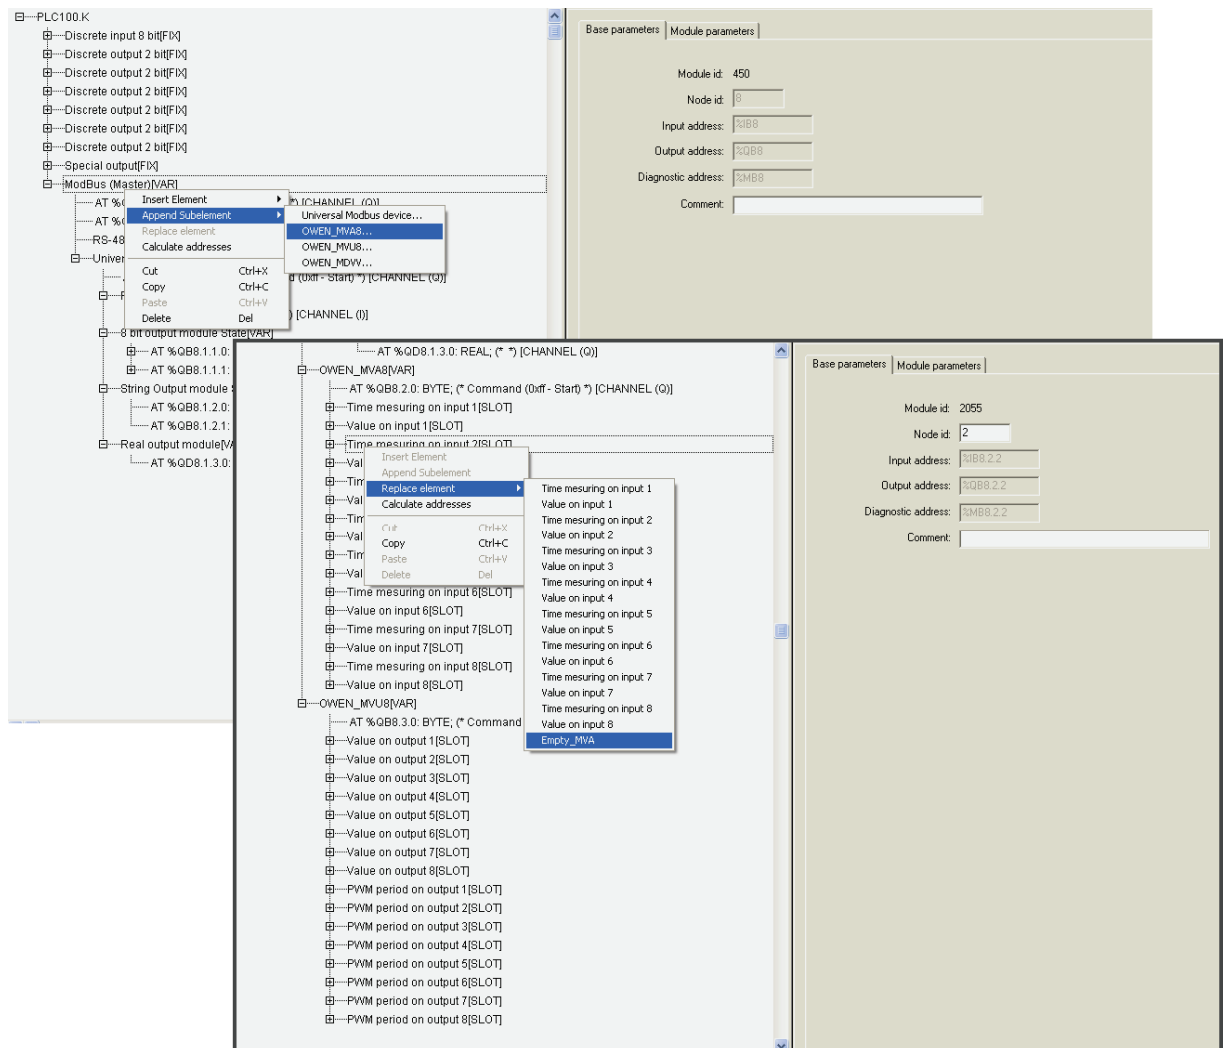 PLC100.K
Discrete input 8 bit[FIX]
Discrete output 2 bit[FIX]
Discrete output 2 bit[FIX]
Discrete output 2 bit[FIX]
Discrete output 2 bit[FIX]
Discrete output 2 bit[FIX]
Discrete output 2 bit[FIX]
Special output[FIX]
ModBus (Master)[VAR]
AT %
*) [CHANNEL (Q)]
AT %
RS-48
Univer
d (0xff - Start) *) [CHANNEL (Q)]
) [CHANNEL (I)]
8 bit output module State[VAR]
AT %QB8.1.1.0:
AT %QB8.1.1.1:
String Output module
AT %QB8.1.2.0:
AT %QB8.1.2.1:
Real output module[VA
AT %QD8.1.3.0:
Insert Element
Append Subelement
Replace element
Calculate addresses
Cut Ctrl+X
Copy Ctrl+C
Paste Ctrl+V
Delete Del
Universal Modbus device...
OWEN_MVA8...
OWEN_MVU8...
OWEN_MDVV...
Base parameters Module parameters
Module id: 450
Node id: 8
Input address: %IB8
Output address: %QB8
Diagnostic address: %MB8
Comment:
AT %QD8.1.3.0: REAL; (* *) [CHANNEL (Q)]
OWEN_MVA8[VAR]
AT %QB8.2.0: BYTE; (* Command (0xff - Start) *) [CHANNEL (Q)]
Time mesuring on input 1[SLOT]
Value on input 1[SLOT]
Time mesuring on input 2[SLOT]
Val
Tim
Val
Tim
Val
Tim
Val
Time mesuring on input 6[SLOT]
Value on input 6[SLOT]
Time mesuring on input 7[SLOT]
Value on input 7[SLOT]
Time mesuring on input 8[SLOT]
Value on input 8[SLOT]
OWEN_MVU8[VAR]
AT %QB8.3.0: BYTE; (* Command
Value on output 1[SLOT]
Value on output 2[SLOT]
Value on output 3[SLOT]
Value on output 4[SLOT]
Value on output 5[SLOT]
Value on output 6[SLOT]
Value on output 7[SLOT]
Value on output 8[SLOT]
PWM period on output 1[SLOT]
PWM period on output 2[SLOT]
PWM period on output 3[SLOT]
PWM period on output 4[SLOT]
PWM period on output 5[SLOT]
PWM period on output 6[SLOT]
PWM period on output 7[SLOT]
PWM period on output 8[SLOT]
Insert Element
Append Subelement
Replace element
Calculate addresses
Cut Ctrl+X
Copy Ctrl+C
Paste Ctrl+V
Delete Del
Time mesuring on input 1
Value on input 1
Time mesuring on input 2
Value on input 2
Time mesuring on input 3
Value on input 3
Time mesuring on input 4
Value on input 4
Time mesuring on input 5
Value on input 5
Time mesuring on input 6
Value on input 6
Time mesuring on input 7
Value on input 7
Time mesuring on input 8
Value on input 8
Empty_MVA
Base parameters Module parameters
Module id: 2055
Node id: 2
Input address: %IB8.2.2
Output address: %QB8.2.2
Diagnostic address: %MB8.2.2
Comment: